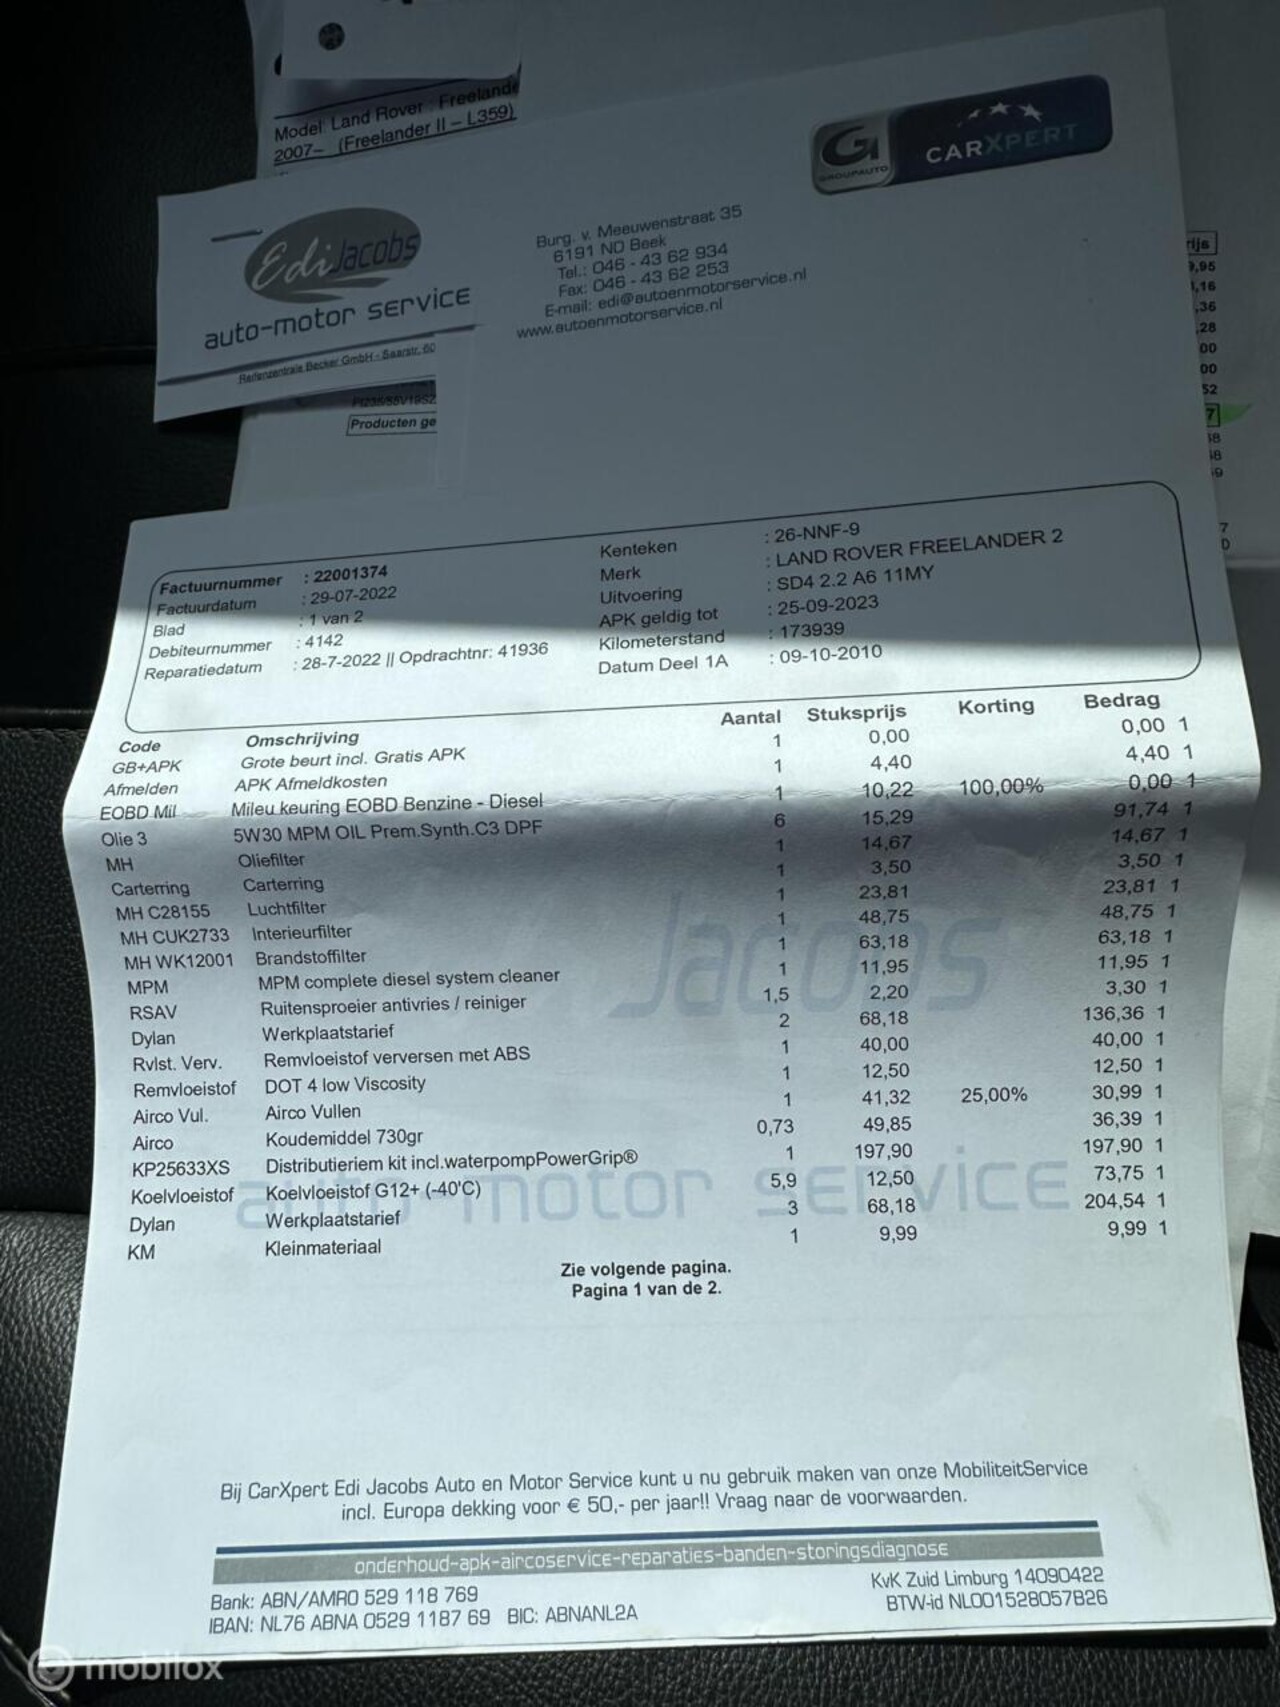 Model: Land Rover : Freelande
2007– (Freelander II – L359)
GROUPAUTO CARXPERT
Edi Jacobs
auto-motor service
Burg. v. Meeuwenstraat 35
6191 ND Beek
Tel.: 046 - 43 62 934
Fax: 046 - 43 62 253
E-mail: edi@autoenmotorservice.nl
www.autoenmotorservice.nl
Reifenzentrale Becker GmbH - Saarstr. 60
Producten ge
Factuurnummer : 22001374
Factuurdatum : 29-07-2022
Blad : 1 van 2
Debiteurnummer : 4142
Reparatiedatum : 28-7-2022 || Opdrachtnr: 41936
Kenteken : 26-NNF-9
Merk : LAND ROVER FREELANDER 2
Uitvoering : SD4 2.2 A6 11MY
APK geldig tot : 25-09-2023
Kilometerstand : 173939
Datum Deel 1A : 09-10-2010
Code Omschrijving Aantal Stuksprijs Korting Bedrag
GB+APK Grote beurt incl. Gratis APK 1 0,00 0,00 1
Afmelden APK Afmeldkosten 1 4,40 4,40 1
EOBD Mil Mileu keuring EOBD Benzine - Diesel 1 10,22 100,00% 0,00 1
Olie 3 5W30 MPM OIL Prem.Synth.C3 DPF 6 15,29 91,74 1
MH Oliefilter 1 14,67 14,67 1
Carterring Carterring 1 3,50 3,50 1
MH C28155 Luchtfilter 1 23,81 23,81 1
MH CUK2733 Interieurfilter 1 48,75 48,75 1
MH WK12001 Brandstoffilter 1 63,18 63,18 1
MPM MPM complete diesel system cleaner 1 11,95 11,95 1
RSAV Ruitensproeier antivries / reiniger 1,5 2,20 3,30 1
Dylan Werkplaatstarief 2 68,18 136,36 1
Rvlst. Verv. Remvloeistof verversen met ABS 1 40,00 40,00 1
Remvloeistof DOT 4 low Viscosity 1 12,50 12,50 1
Airco Vul. Airco Vullen 1 41,32 25,00% 30,99 1
Airco Koudemiddel 730gr 0,73 49,85 36,39 1
KP25633XS Distributieriem kit incl.waterpompPowerGrip® 1 197,90 197,90 1
Koelvloeistof Koelvloeistof G12+ (-40'C) 5,9 12,50 73,75 1
Dylan Werkplaatstarief 3 68,18 204,54 1
KM Kleinmateriaal 1 9,99 9,99 1
Jacobs
auto-motor service
Zie volgende pagina.
Pagina 1 van de 2.
Bij CarXpert Edi Jacobs Auto en Motor Service kunt u nu gebruik maken van onze MobiliteitService
incl. Europa dekking voor € 50,- per jaar!! Vraag naar de voorwaarden.
onderhoud-apk-aircoservice-reparaties-banden-storingsdiagnose
Bank: ABN/AMRO 529 118 769
IBAN: NL76 ABNA 0529 1187 69 BIC: ABNANL2A
KvK Zuid Limburg 14090422
BTW-id NL001528057B26
© mobilox